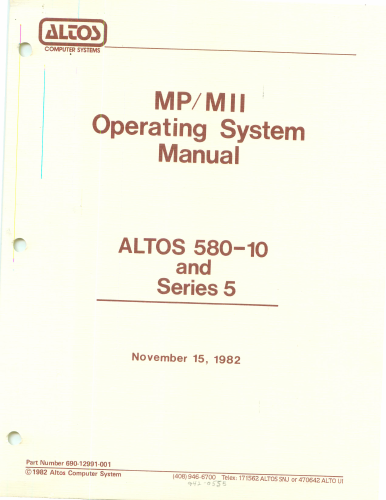 ALTOS
COMPUTER SYSTEMS
MP/MII
Operating System
Manual
ALTOS 580-10
and
Series 5
November 15, 1982
Part Number 690-12991-001
©1982 Altos Computer System
(408) 946-6700 Telex: 171562 ALTOS SNJ or 470642 ALTO UI